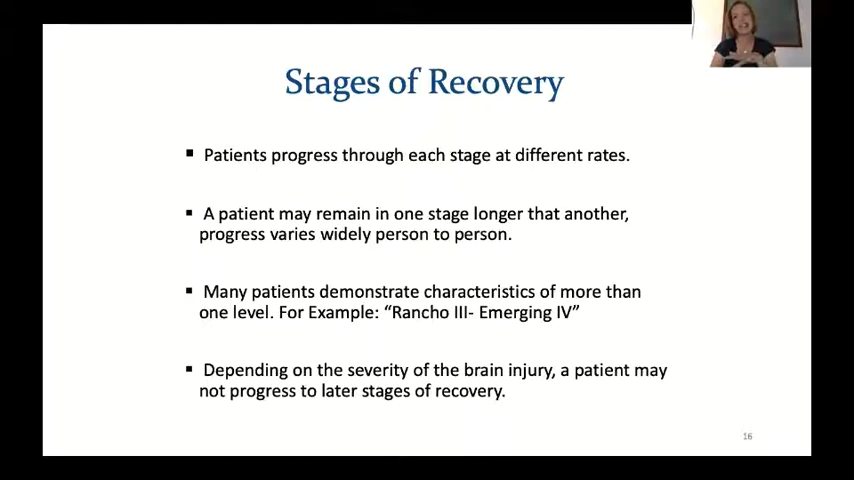 Stages of Recovery
▪ Patients progress through each stage at different rates.
▪ A patient may remain in one stage longer that another,
progress varies widely person to person.
▪ Many patients demonstrate characteristics of more than
one level. For Example: “Rancho III- Emerging IV”
▪ Depending on the severity of the brain injury, a patient may
not progress to later stages of recovery.
16